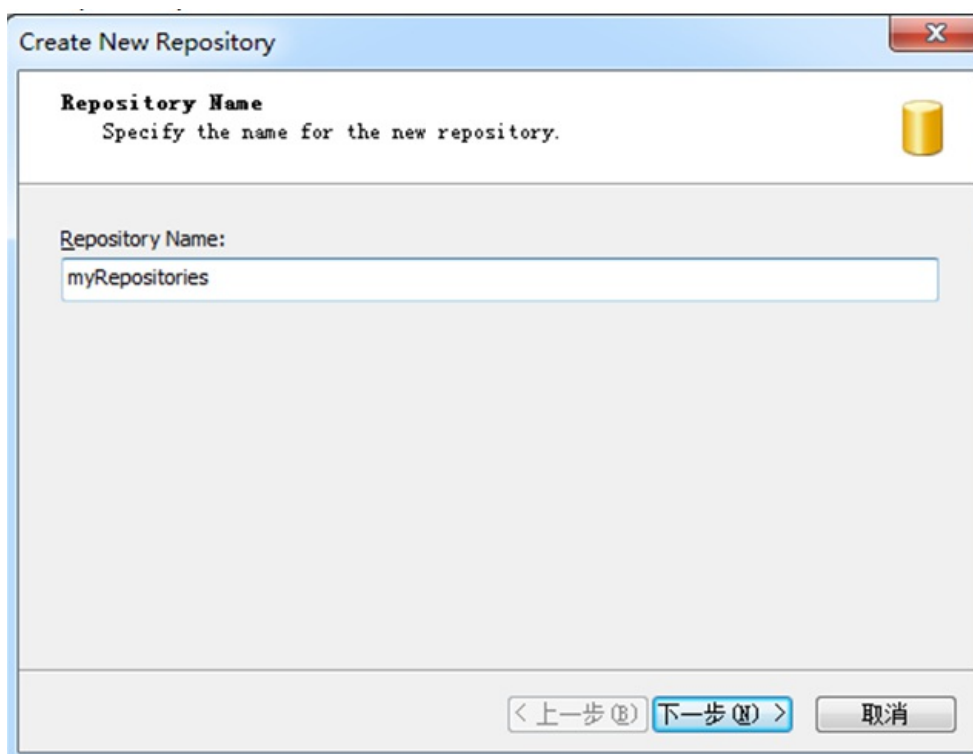 Create New Repository
Repository Name
Specify the name for the new repository.
Repository Name:
myRepositories
< 上一步(B)
下一步(N) >
取消